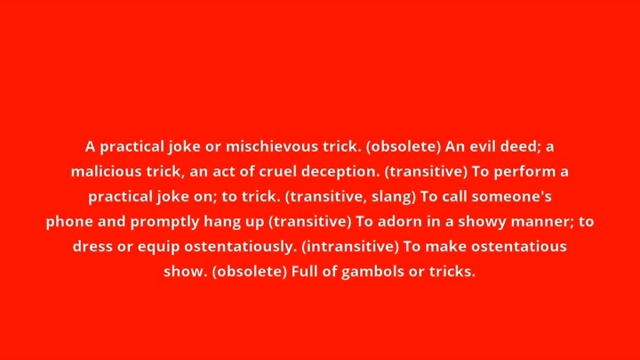 A practical joke or mischievous trick. (obsolete) An evil deed; a
malicious trick, an act of cruel deception. (transitive) To perform a
practical joke on; to trick. (transitive, slang) To call someone's
phone and promptly hang up (transitive) To adorn in a showy manner; to
dress or equip ostentatiously. (intransitive) To make ostentatious
show. (obsolete) Full of gambols or tricks.